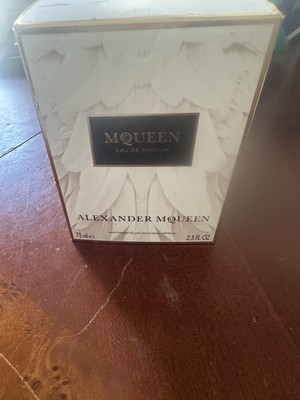 McQUEEN
EAU DE PARFUM
ALEXANDER McQUEEN
75 ml e 2.5 FL.OZ.